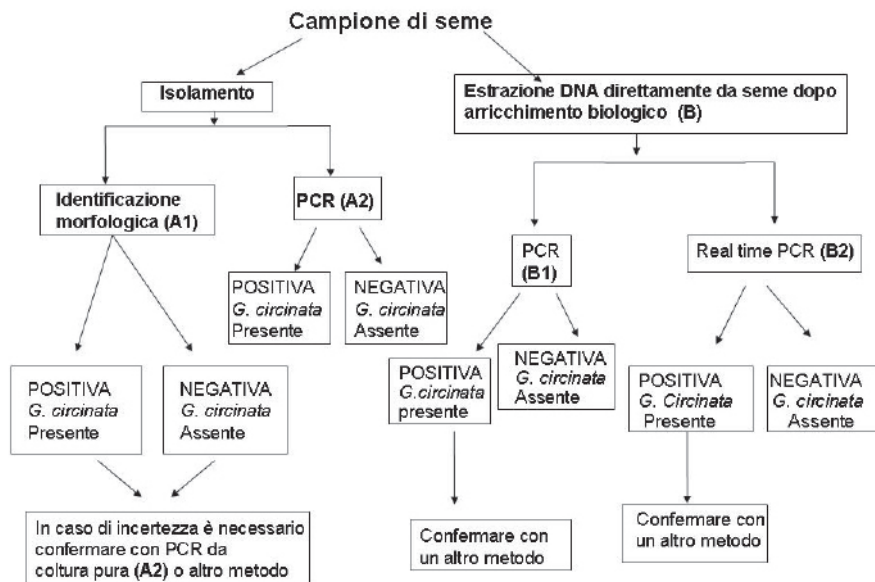 Campione di seme
Isolamento
Estrazione DNA direttamente da seme dopo
arricchimento biologico (B)
Identificazione
morfologica (A1)
PCR (A2)
PCR
(B1)
Real time PCR (B2)
POSITIVA
G. circinata
Presente
NEGATIVA
G. circinata
Assente
POSITIVA
G. circinata
Presente
NEGATIVA
G. circinata
Assente
POSITIVA
G.circinata
presente
NEGATIVA
G. circinata
Assente
POSITIVA
G. Circinata
Presente
NEGATIVA
G. circinata
Assente
In caso di incertezza è necessario
confermare con PCR da
coltura pura (A2) o altro metodo
Confermare con
un altro metodo
Confermare con
un altro metodo